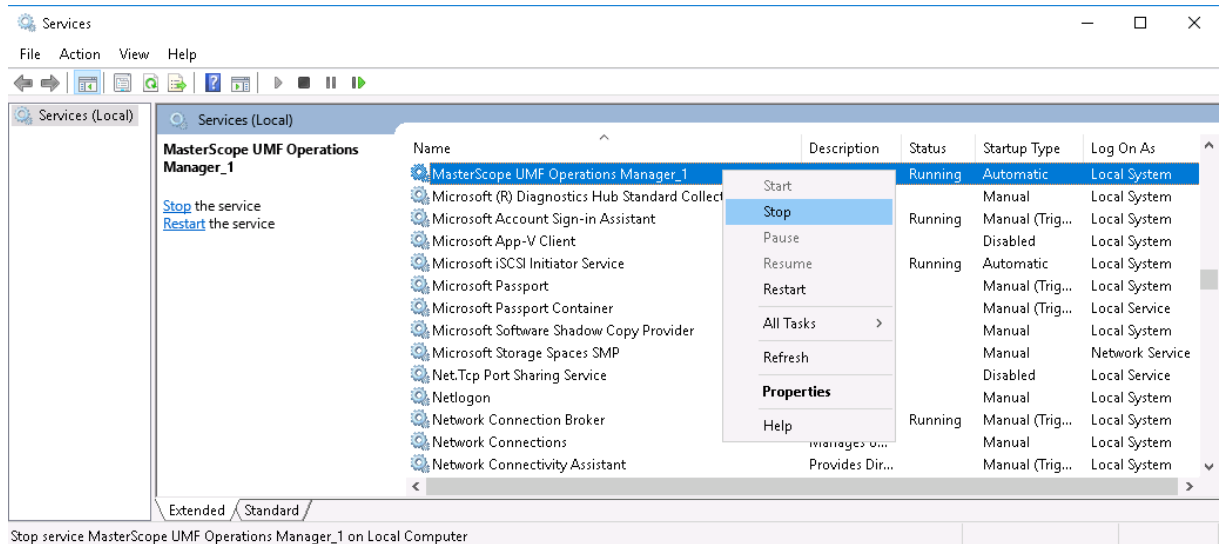 Services
File Action View Help
Services (Local)
Services (Local)
MasterScope UMF Operations
Manager_1
Stop the service
Restart the service
Name Description Status Startup Type Log On As
MasterScope UMF Operations Manager_1 Running Automatic Local System
Microsoft (R) Diagnostics Hub Standard Collect Manual Local System
Microsoft Account Sign-in Assistant Running Manual (Trig... Local System
Microsoft App-V Client Disabled Local System
Microsoft iSCSI Initiator Service Running Automatic Local System
Microsoft Passport Manual (Trig... Local System
Microsoft Passport Container Manual (Trig... Local Service
Microsoft Software Shadow Copy Provider Manual Local System
Microsoft Storage Spaces SMP Manual Network Service
Net.Tcp Port Sharing Service Disabled Local Service
Netlogon Manual Local System
Network Connection Broker Running Manual (Trig... Local System
Network Connections Manages o... Manual Local System
Network Connectivity Assistant Provides Dir... Manual (Trig... Local System
Start
Stop
Pause
Resume
Restart
All Tasks
Refresh
Properties
Help
Extended Standard
Stop service MasterScope UMF Operations Manager_1 on Local Computer